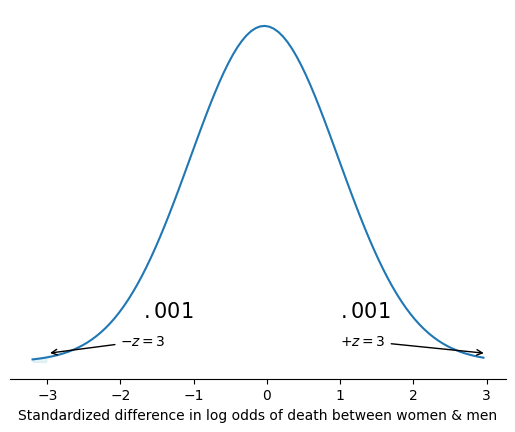 .001 .001
−z = 3 +z = 3
−3 −2 −1 0 1 2 3
Standardized difference in log odds of death between women & men